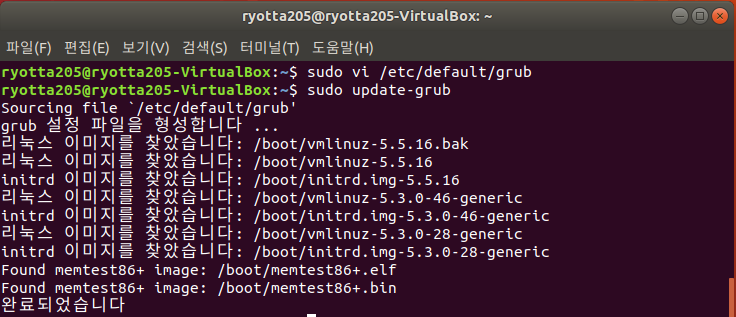 ryotta205@ryotta205-VirtualBox: ~
파일(F) 편집(E) 보기(V) 검색(S) 터미널(T) 도움말(H)
ryotta205@ryotta205-VirtualBox:~$ sudo vi /etc/default/grub
ryotta205@ryotta205-VirtualBox:~$ sudo update-grub
Sourcing file `/etc/default/grub'
grub 설정 파일을 형성합니다 ...
리눅스 이미지를 찾았습니다: /boot/vmlinuz-5.5.16.bak
리눅스 이미지를 찾았습니다: /boot/vmlinuz-5.5.16
initrd 이미지를 찾았습니다: /boot/initrd.img-5.5.16
리눅스 이미지를 찾았습니다: /boot/vmlinuz-5.3.0-46-generic
initrd 이미지를 찾았습니다: /boot/initrd.img-5.3.0-46-generic
리눅스 이미지를 찾았습니다: /boot/vmlinuz-5.3.0-28-generic
initrd 이미지를 찾았습니다: /boot/initrd.img-5.3.0-28-generic
Found memtest86+ image: /boot/memtest86+.elf
Found memtest86+ image: /boot/memtest86+.bin
완료되었습니다